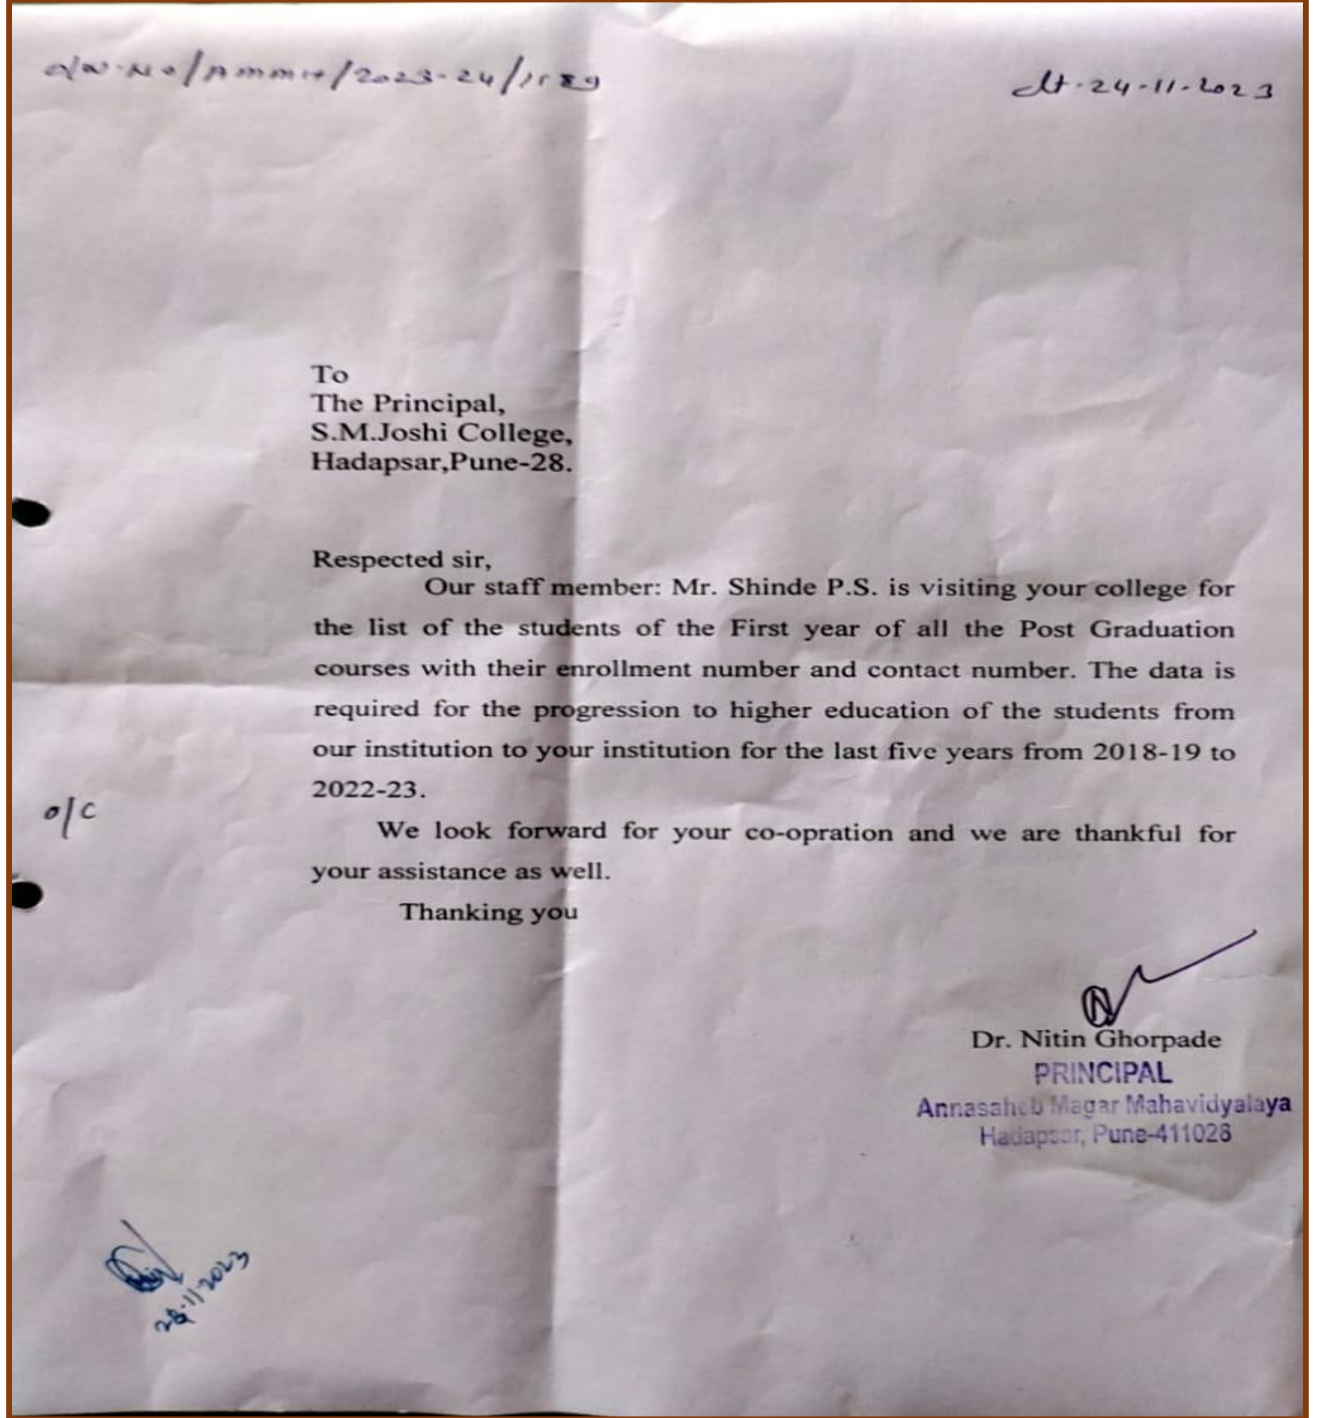 dt. 24-11-2023
To
The Principal,
S.M.Joshi College,
Hadapsar,Pune-28.
Respected sir,
Our staff member: Mr. Shinde P.S. is visiting your college for
the list of the students of the First year of all the Post Graduation
courses with their enrollment number and contact number. The data is
required for the progression to higher education of the students from
our institution to your institution for the last five years from 2018-19 to
2022-23.
o/c
We look forward for your co-opration and we are thankful for
your assistance as well.
Thanking you
Dr. Nitin Ghorpade
PRINCIPAL
Annasaheb Magar Mahavidyalaya
Hadapsar, Pune-411028
28/11/2023